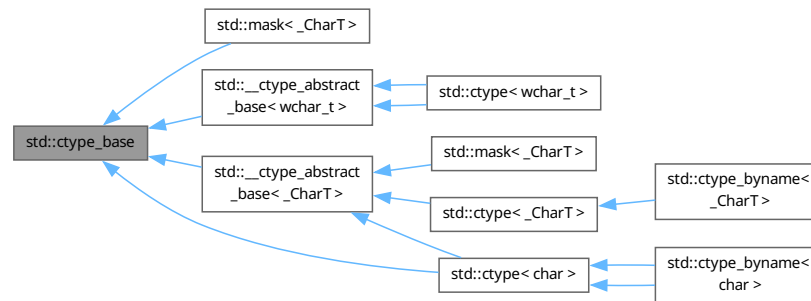 std::mask< _CharT >
std::__ctype_abstract
_base< wchar_t >
std::ctype< wchar_t >
std::ctype_base
std::mask< _CharT >
std::__ctype_abstract
_base< _CharT >
std::ctype< _CharT >
std::ctype_byname<
_CharT >
std::ctype< char >
std::ctype_byname<
char >